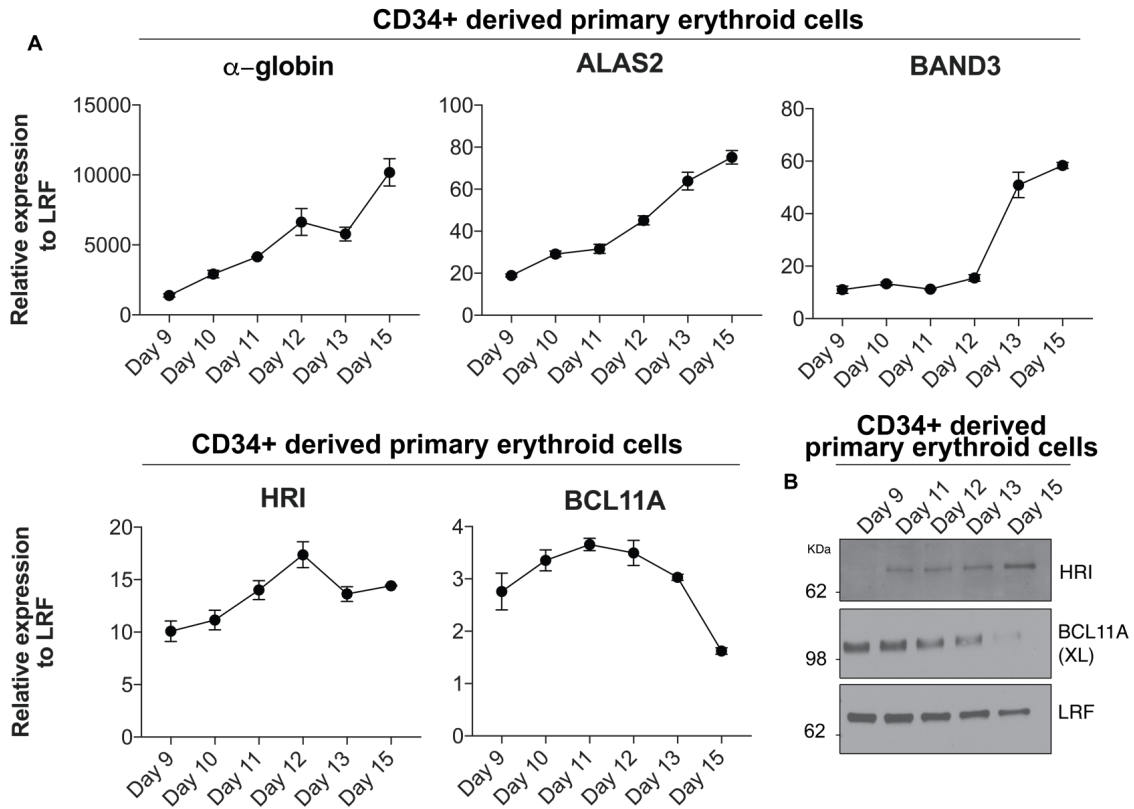 CD34+ derived primary erythroid cells
A
α–globin
ALAS2
BAND3
Relative expression
to LRF
15000
10000
5000
0
Day 9
Day 10
Day 11
Day 12
Day 13
Day 15
100
80
60
40
20
0
Day 9
Day 10
Day 11
Day 12
Day 13
Day 15
80
60
40
20
0
Day 9
Day 10
Day 11
Day 12
Day 13
Day 15
CD34+ derived primary erythroid cells
HRI
BCL11A
Relative expression
to LRF
20
15
10
5
0
Day 9
Day 10
Day 11
Day 12
Day 13
Day 15
4
3
2
1
0
Day 9
Day 10
Day 11
Day 12
Day 13
Day 15
CD34+ derived
primary erythroid cells
B
Day 9
Day 11
Day 12
Day 13
Day 15
KDa
62
HRI
98
BCL11A
(XL)
62
LRF